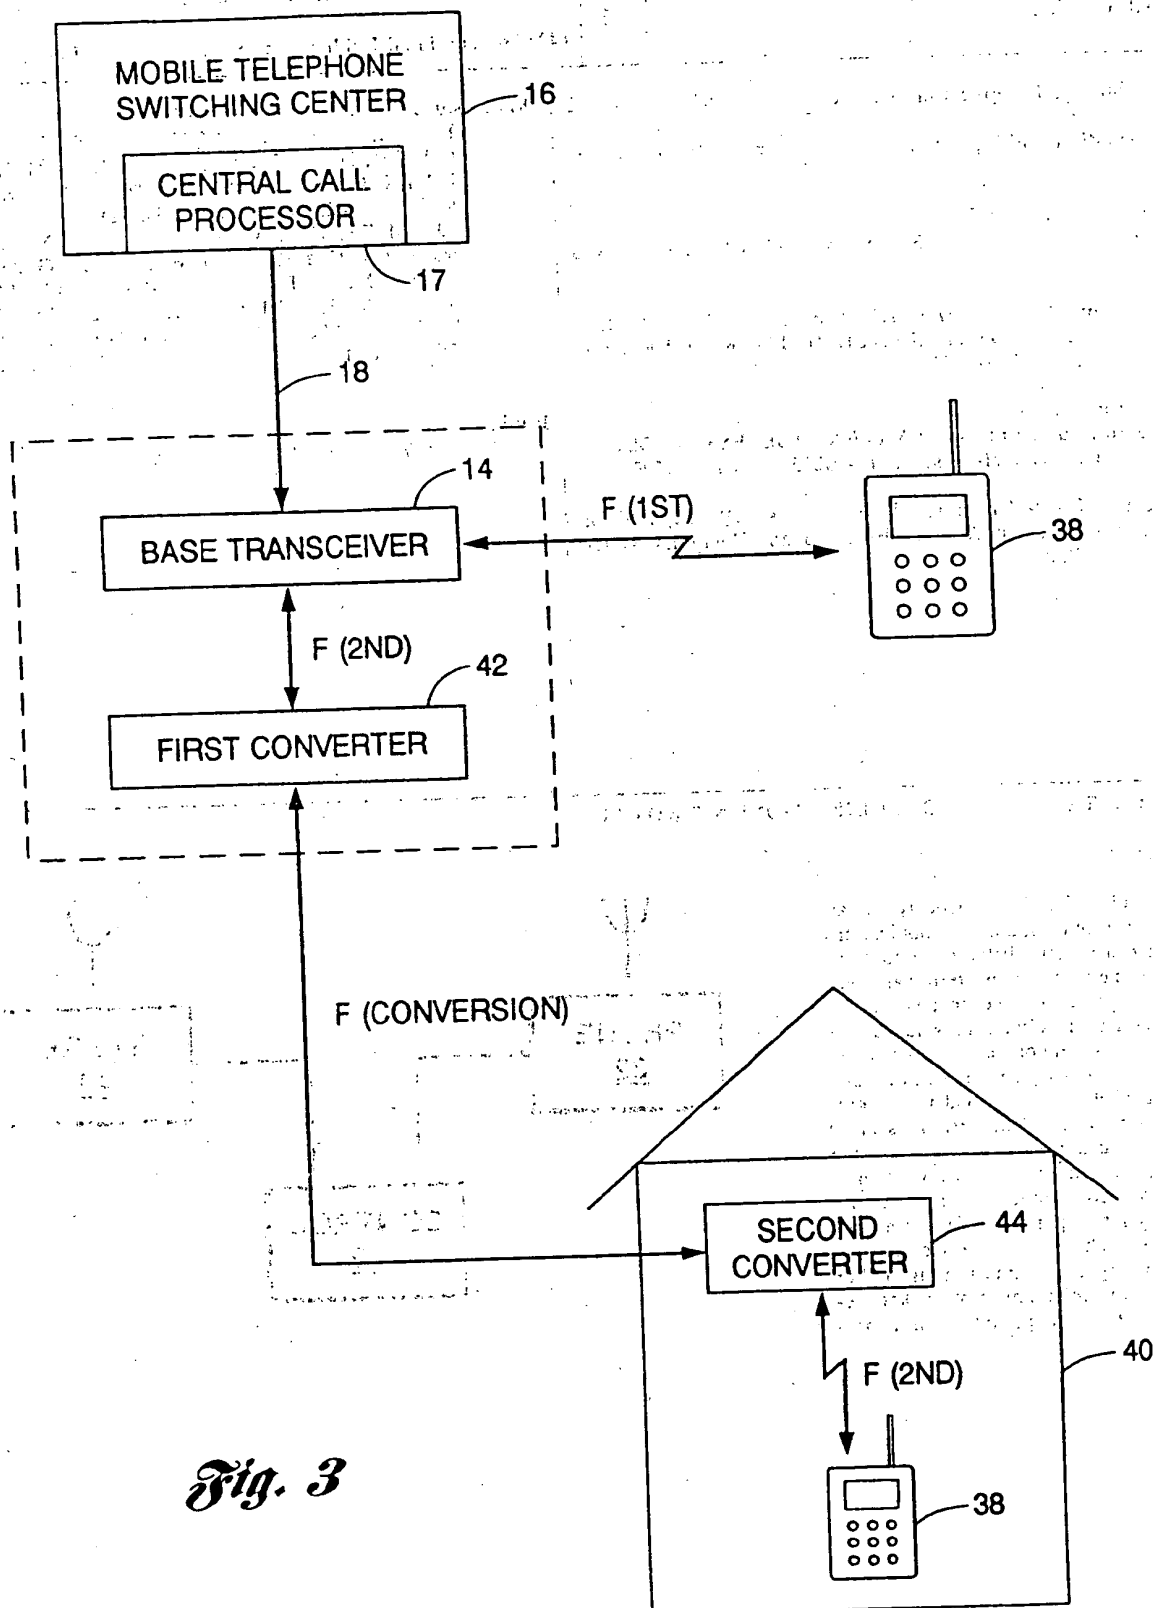 MOBILE TELEPHONE
SWITCHING CENTER
16
CENTRAL CALL
PROCESSOR
17
18
14
BASE TRANSCEIVER
F (1ST)
38
F (2ND)
42
FIRST CONVERTER
F (CONVERSION)
SECOND
CONVERTER
44
40
F (2ND)
38
Fig. 3